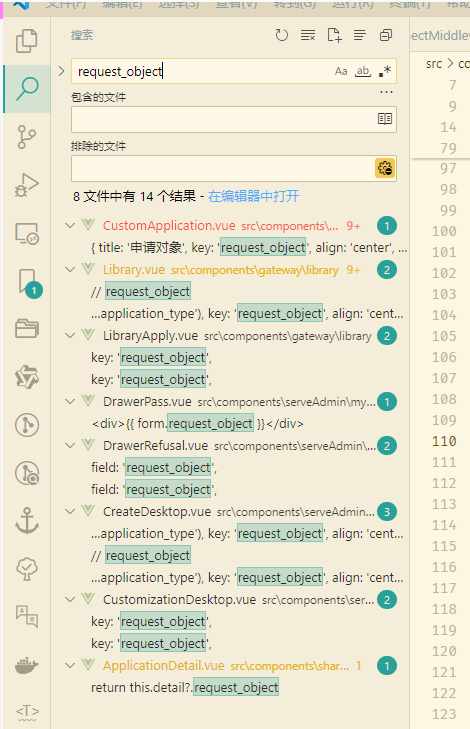 文件(F) 编辑(E) 选择(S) 查看(V) 转到(G) 运行(R) 终端(T) 帮助
搜索
ectMiddlew
request_object
Aa ab .*
src > co
包含的文件
...
排除的文件
8 文件中有 14 个结果 - 在编辑器中打开
CustomApplication.vue src\components\... 9+ 1
{ title: '申请对象', key: 'request_object', align: 'center', ...
Library.vue src\components\gateway\library 9+ 2
// request_object
...application_type'), key: 'request_object', align: 'cent...
LibraryApply.vue src\components\gateway\library 2
key: 'request_object',
key: 'request_object',
DrawerPass.vue src\components\serveAdmin\my... 1
<div>{{ form.request_object }}</div>
DrawerRefusal.vue src\components\serveAdmin\... 2
field: 'request_object',
field: 'request_object',
CreateDesktop.vue src\components\serveAdmin... 3
...application_type'), key: 'request_object', align: 'cent...
// request_object
...application_type'), key: 'request_object', align: 'cent...
CustomizationDesktop.vue src\components\ser... 2
key: 'request_object',
key: 'request_object',
ApplicationDetail.vue src\components\shar... 1 1
return this.detail?.request_object
1
<T>
7
9
14
79
97
98
99
100
101
102
103
104
105
106
107
108
109
110
111
112
113
114
115
116
117
118
119
120
121
122
123